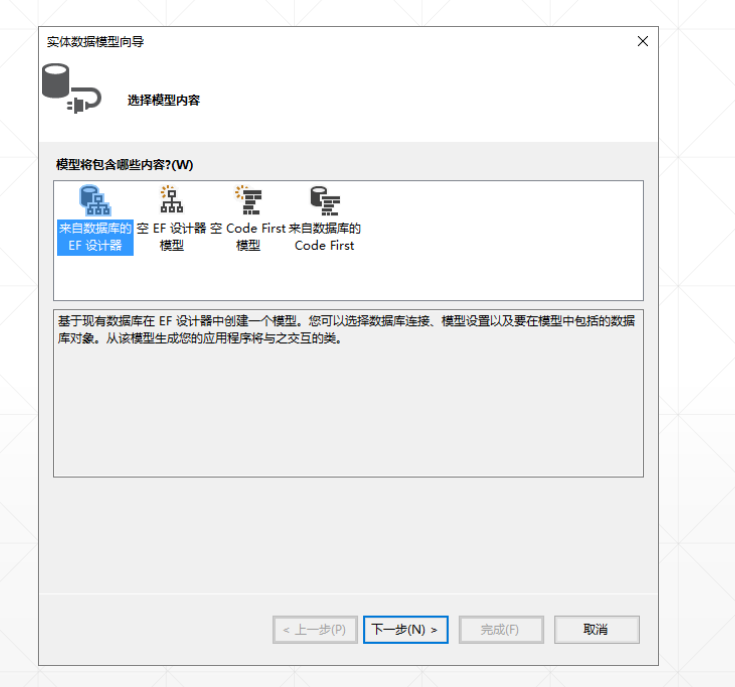 实体数据模型向导
选择模型内容
模型将包含哪些内容?(W)
来自数据库的 空 EF 设计器 空 Code First 来自数据库的
EF 设计器 模型 模型 Code First
基于现有数据库在 EF 设计器中创建一个模型。您可以选择数据库连接、模型设置以及要在模型中包括的数据
库对象。从该模型生成您的应用程序将与之交互的类。
< 上一步(P) 下一步(N) > 完成(F) 取消